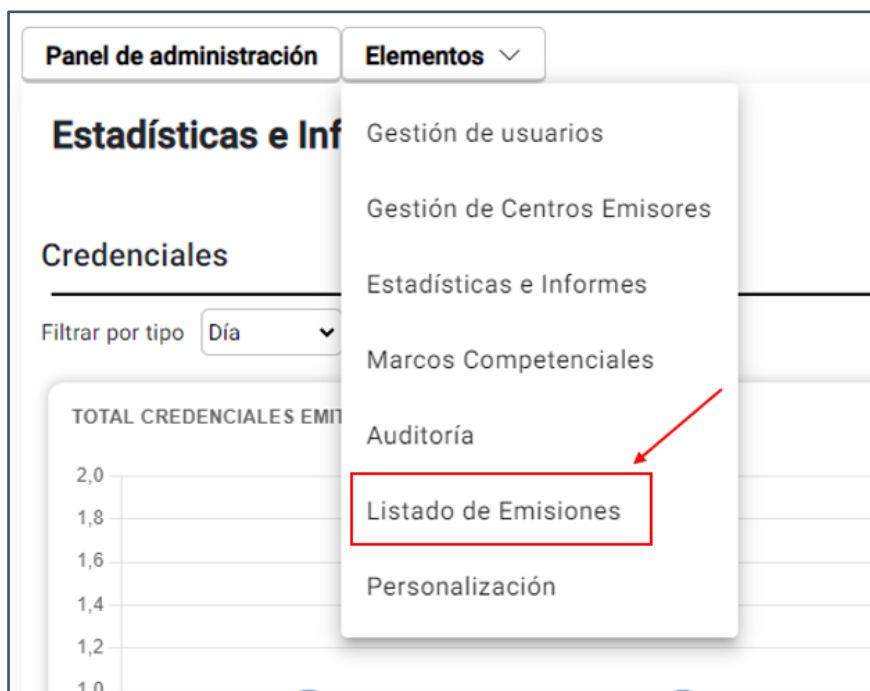 Panel de administración
Elementos
Estadísticas e Inf
Gestión de usuarios
Gestión de Centros Emisores
Credenciales
Estadísticas e Informes
Filtrar por tipo Día
Marcos Competenciales
TOTAL CREDENCIALES EMIT
Auditoría
2,0
Listado de Emisiones
1,8
1,6
Personalización
1,4
1,2
1,0